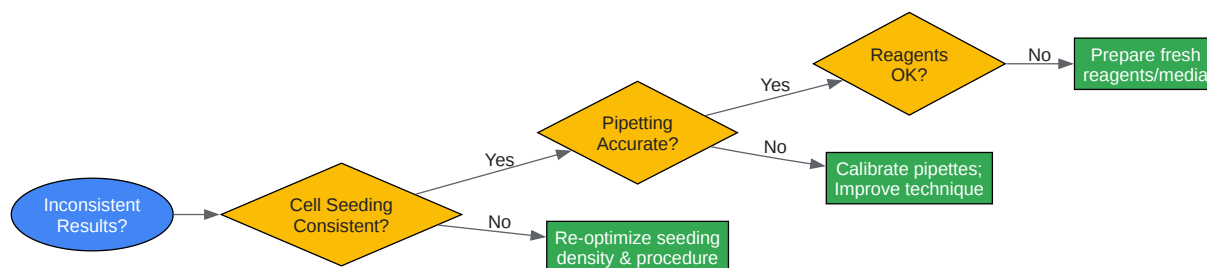 Inconsistent
Results?
Cell Seeding
Consistent?
Yes
No
Re-optimize seeding
density & procedure
Pipetting
Accurate?
Yes
No
Calibrate pipettes;
Improve technique
Reagents
OK?
No
Prepare fresh
reagents/media